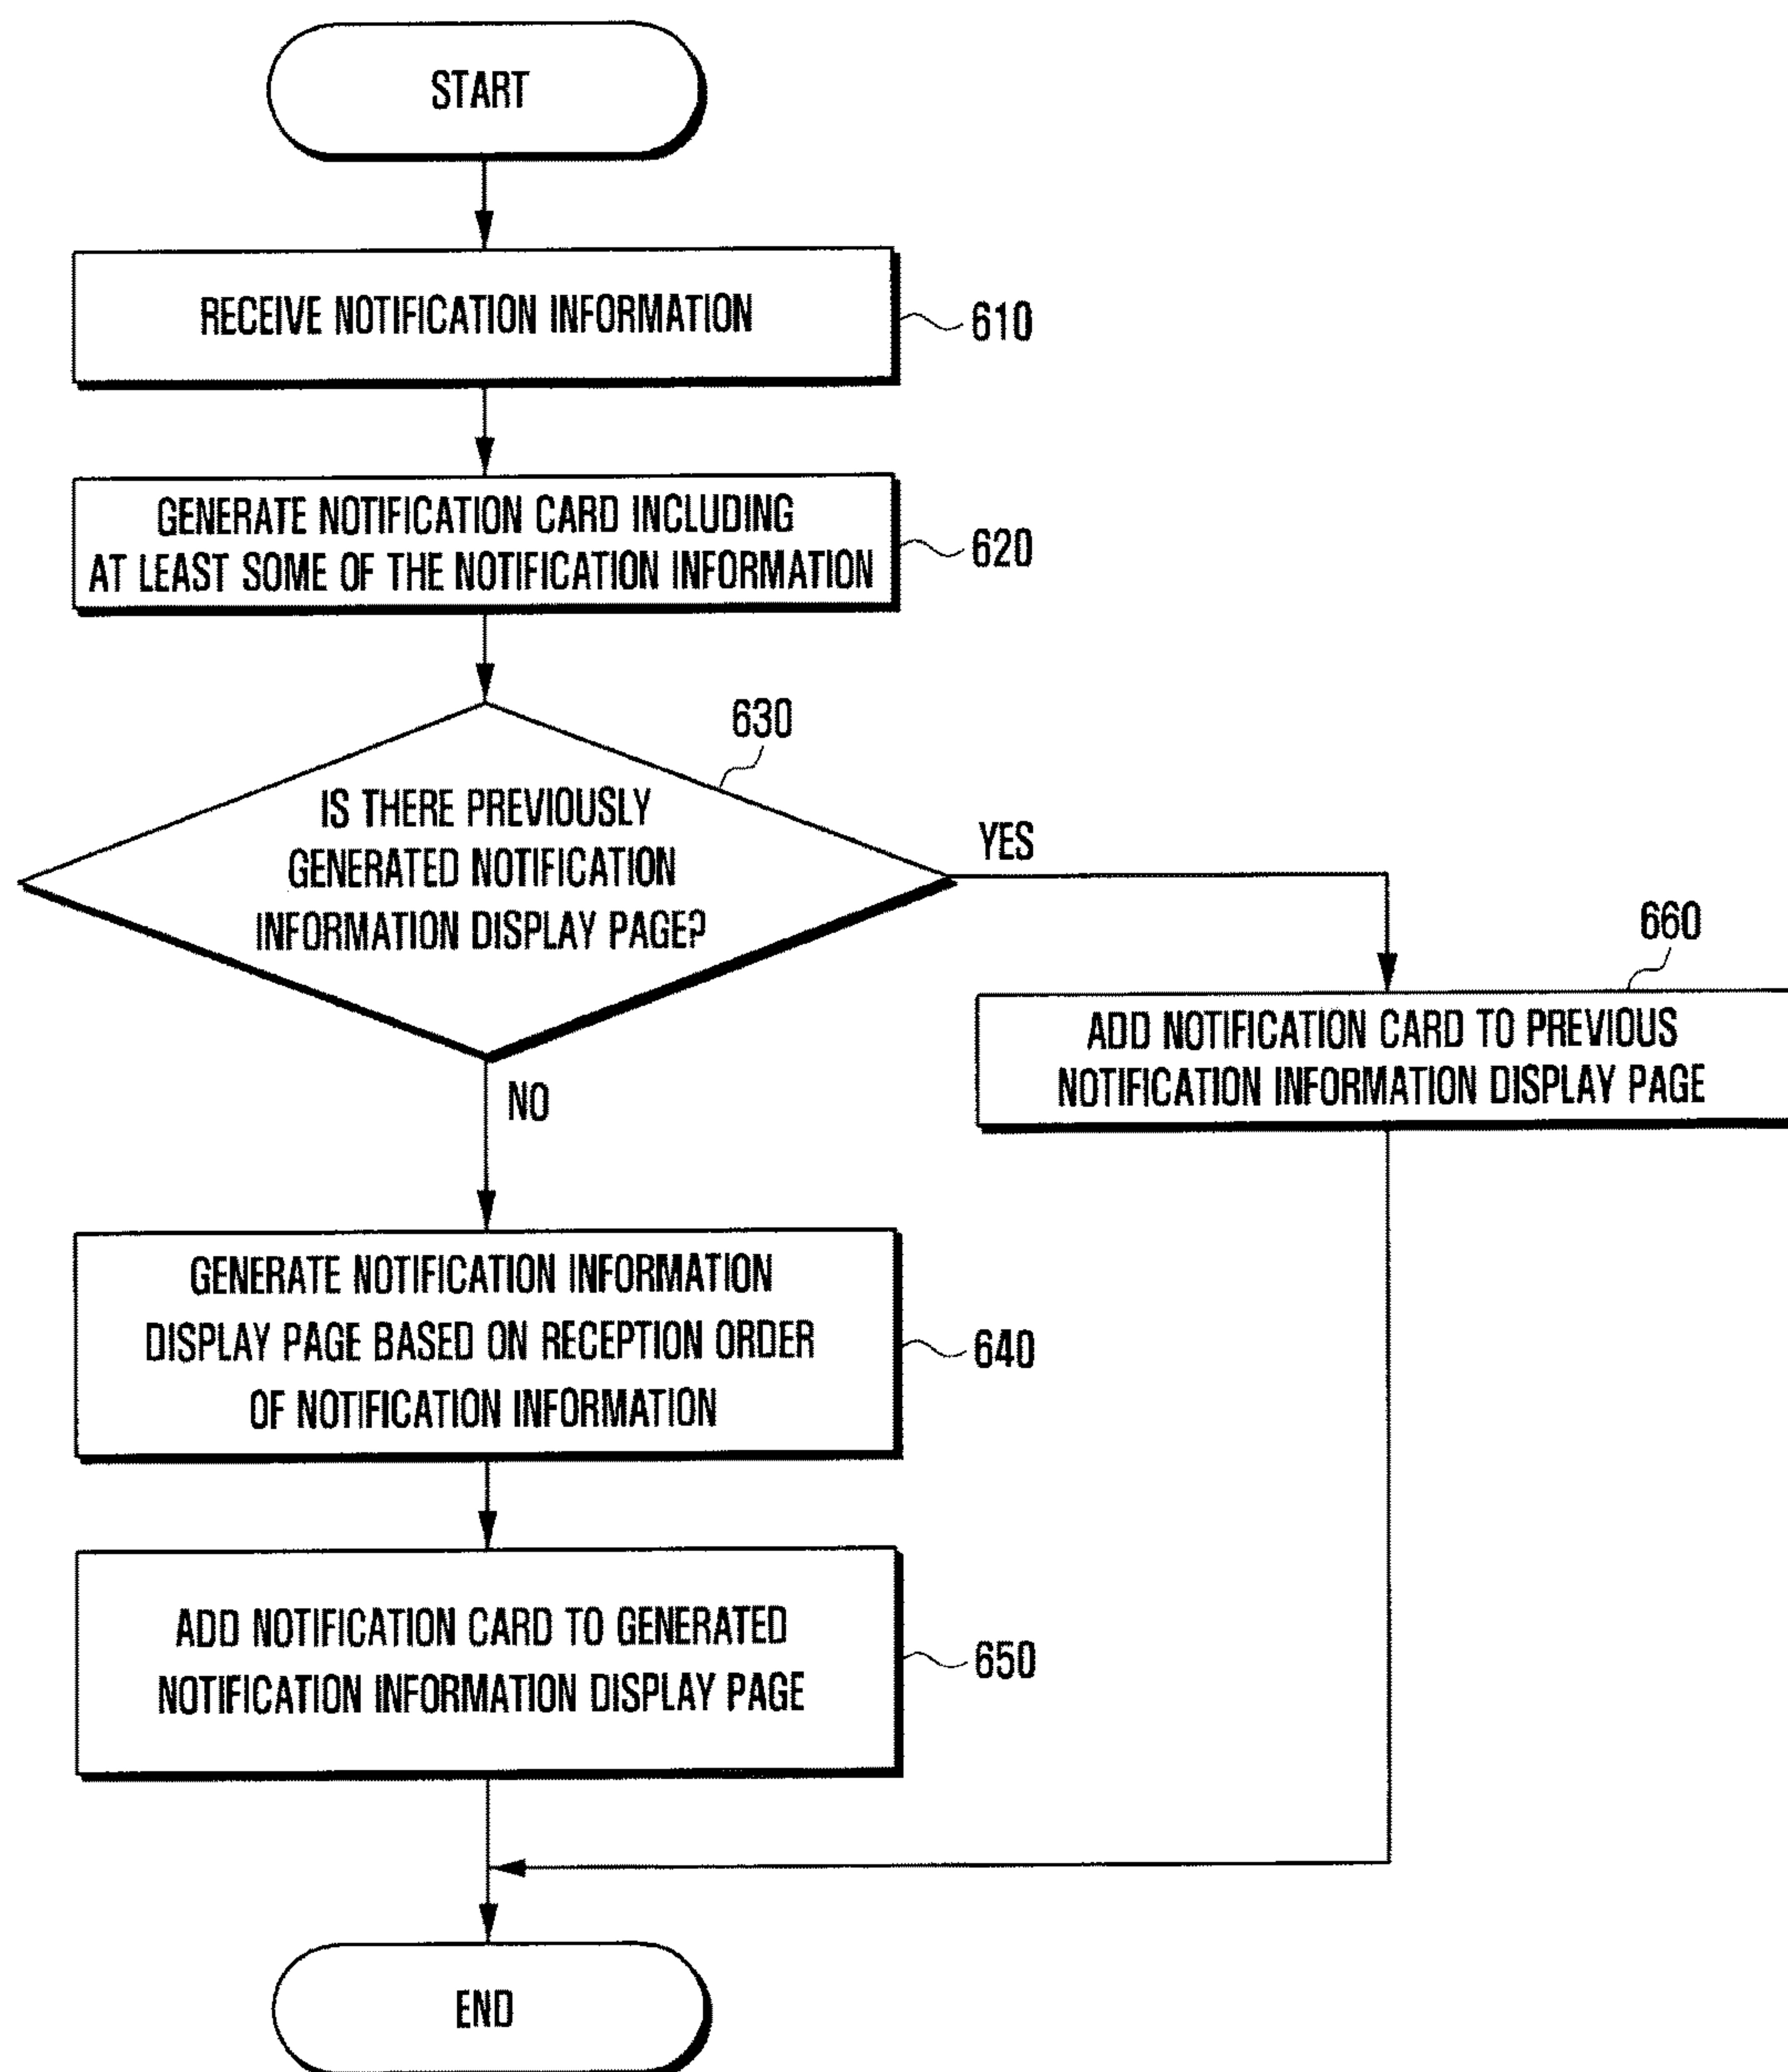 START
RECEIVE NOTIFICATION INFORMATION
610
GENERATE NOTIFICATION CARD INCLUDING
AT LEAST SOME OF THE NOTIFICATION INFORMATION
620
630
IS THERE PREVIOUSLY
GENERATED NOTIFICATION
INFORMATION DISPLAY PAGE?
YES
660
ADD NOTIFICATION CARD TO PREVIOUS
NOTIFICATION INFORMATION DISPLAY PAGE
NO
GENERATE NOTIFICATION INFORMATION
DISPLAY PAGE BASED ON RECEPTION ORDER
OF NOTIFICATION INFORMATION
640
ADD NOTIFICATION CARD TO GENERATED
NOTIFICATION INFORMATION DISPLAY PAGE
650
END